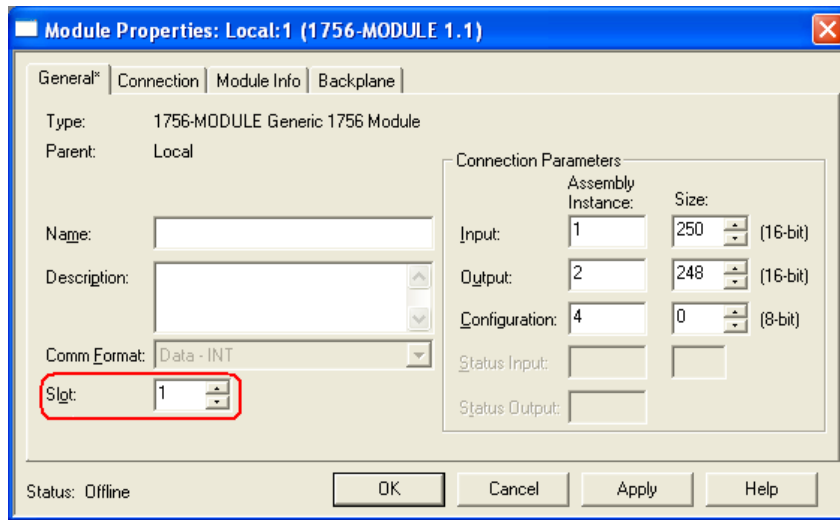 Module Properties: Local:1 (1756-MODULE 1.1)
General* Connection Module Info Backplane
Type: 1756-MODULE Generic 1756 Module
Parent: Local
Name:
Description:
Comm Format: Data - INT
Slot: 1
Connection Parameters
Assembly
Instance: Size:
Input: 1 250 (16-bit)
Output: 2 248 (16-bit)
Configuration: 4 0 (8-bit)
Status Input:
Status Output:
Status: Offline OK Cancel Apply Help